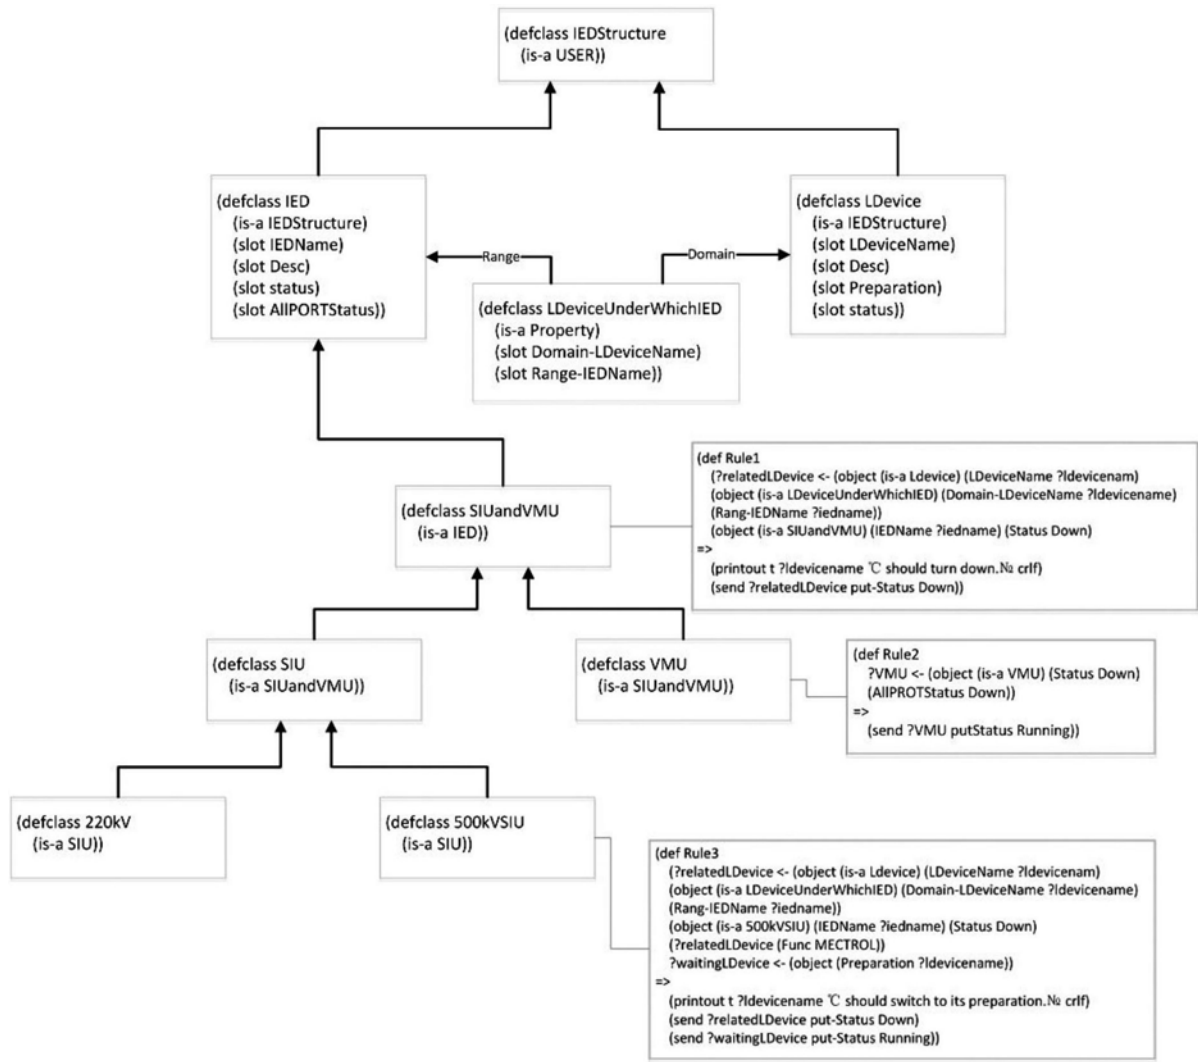 (defclass IEDStructure
(is-a USER))
(defclass IED
(is-a IEDStructure)
(slot IEDName)
(slot Desc)
(slot status)
(slot AllPORTStatus))
(defclass LDevice
(is-a IEDStructure)
(slot LDeviceName)
(slot Desc)
(slot Preparation)
(slot status))
Range
Domain
(defclass LDeviceUnderWhichIED
(is-a Property)
(slot Domain-LDeviceName)
(slot Range-IEDName))
(defclass SIUandVMU
(is-a IED))
(def Rule1
(?relatedLDevice <- (object (is-a Ldevice) (LDeviceName ?ldevicenam)
(object (is-a LDeviceUnderWhichIED) (Domain-LDeviceName ?ldevicename)
(Rang-IEDName ?iedname))
(object (is-a SIUandVMU) (IEDName ?iedname) (Status Down)
=>
(printout t ?ldevicename ℃ should turn down.№ crlf)
(send ?relatedLDevice put-Status Down))
(defclass SIU
(is-a SIUandVMU))
(defclass VMU
(is-a SIUandVMU))
(def Rule2
?VMU <- (object (is-a VMU) (Status Down)
(AllPROTStatus Down))
=>
(send ?VMU putStatus Running))
(defclass 220kV
(is-a SIU))
(defclass 500kVSIU
(is-a SIU))
(def Rule3
(?relatedLDevice <- (object (is-a Ldevice) (LDeviceName ?ldevicenam)
(object (is-a LDeviceUnderWhichIED) (Domain-LDeviceName ?ldevicename)
(Rang-IEDName ?iedname))
(object (is-a 500kVSIU) (IEDName ?iedname) (Status Down)
(?relatedLDevice (Func MECTROL))
?waitingLDevice <- (object (Preparation ?ldevicename))
=>
(printout t ?ldevicename ℃ should switch to its preparation.№ crlf)
(send ?relatedLDevice put-Status Down)
(send ?waitingLDevice put-Status Running))